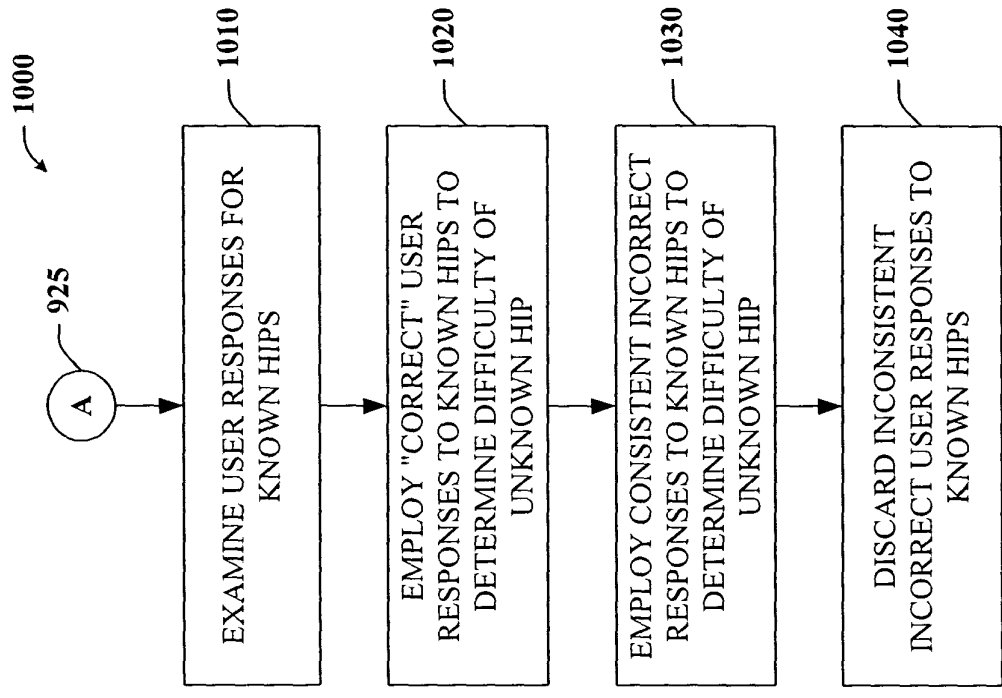 1000
925
A
1010
EXAMINE USER RESPONSES FOR
KNOWN HIPS
1020
EMPLOY "CORRECT" USER
RESPONSES TO KNOWN HIPS TO
DETERMINE DIFFICULTY OF
UNKNOWN HIP
1030
EMPLOY CONSISTENT INCORRECT
RESPONSES TO KNOWN HIPS TO
DETERMINE DIFFICULTY OF
UNKNOWN HIP
1040
DISCARD INCONSISTENT
INCORRECT USER RESPONSES TO
KNOWN HIPS